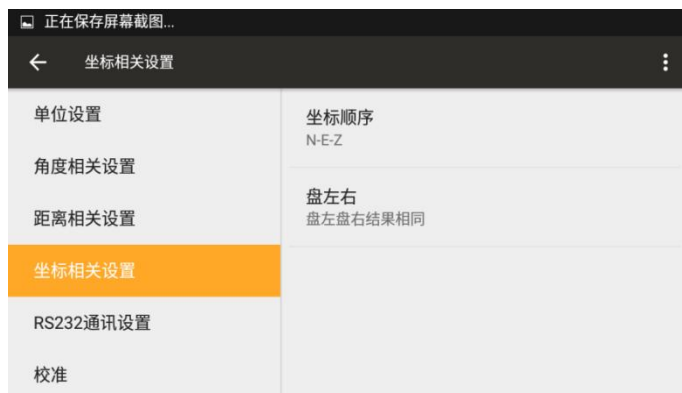 正在保存屏幕截图...
坐标相关设置
单位设置
角度相关设置
距离相关设置
坐标相关设置
RS232通讯设置
校准
坐标顺序
N-E-Z
盘左右
盘左盘右结果相同